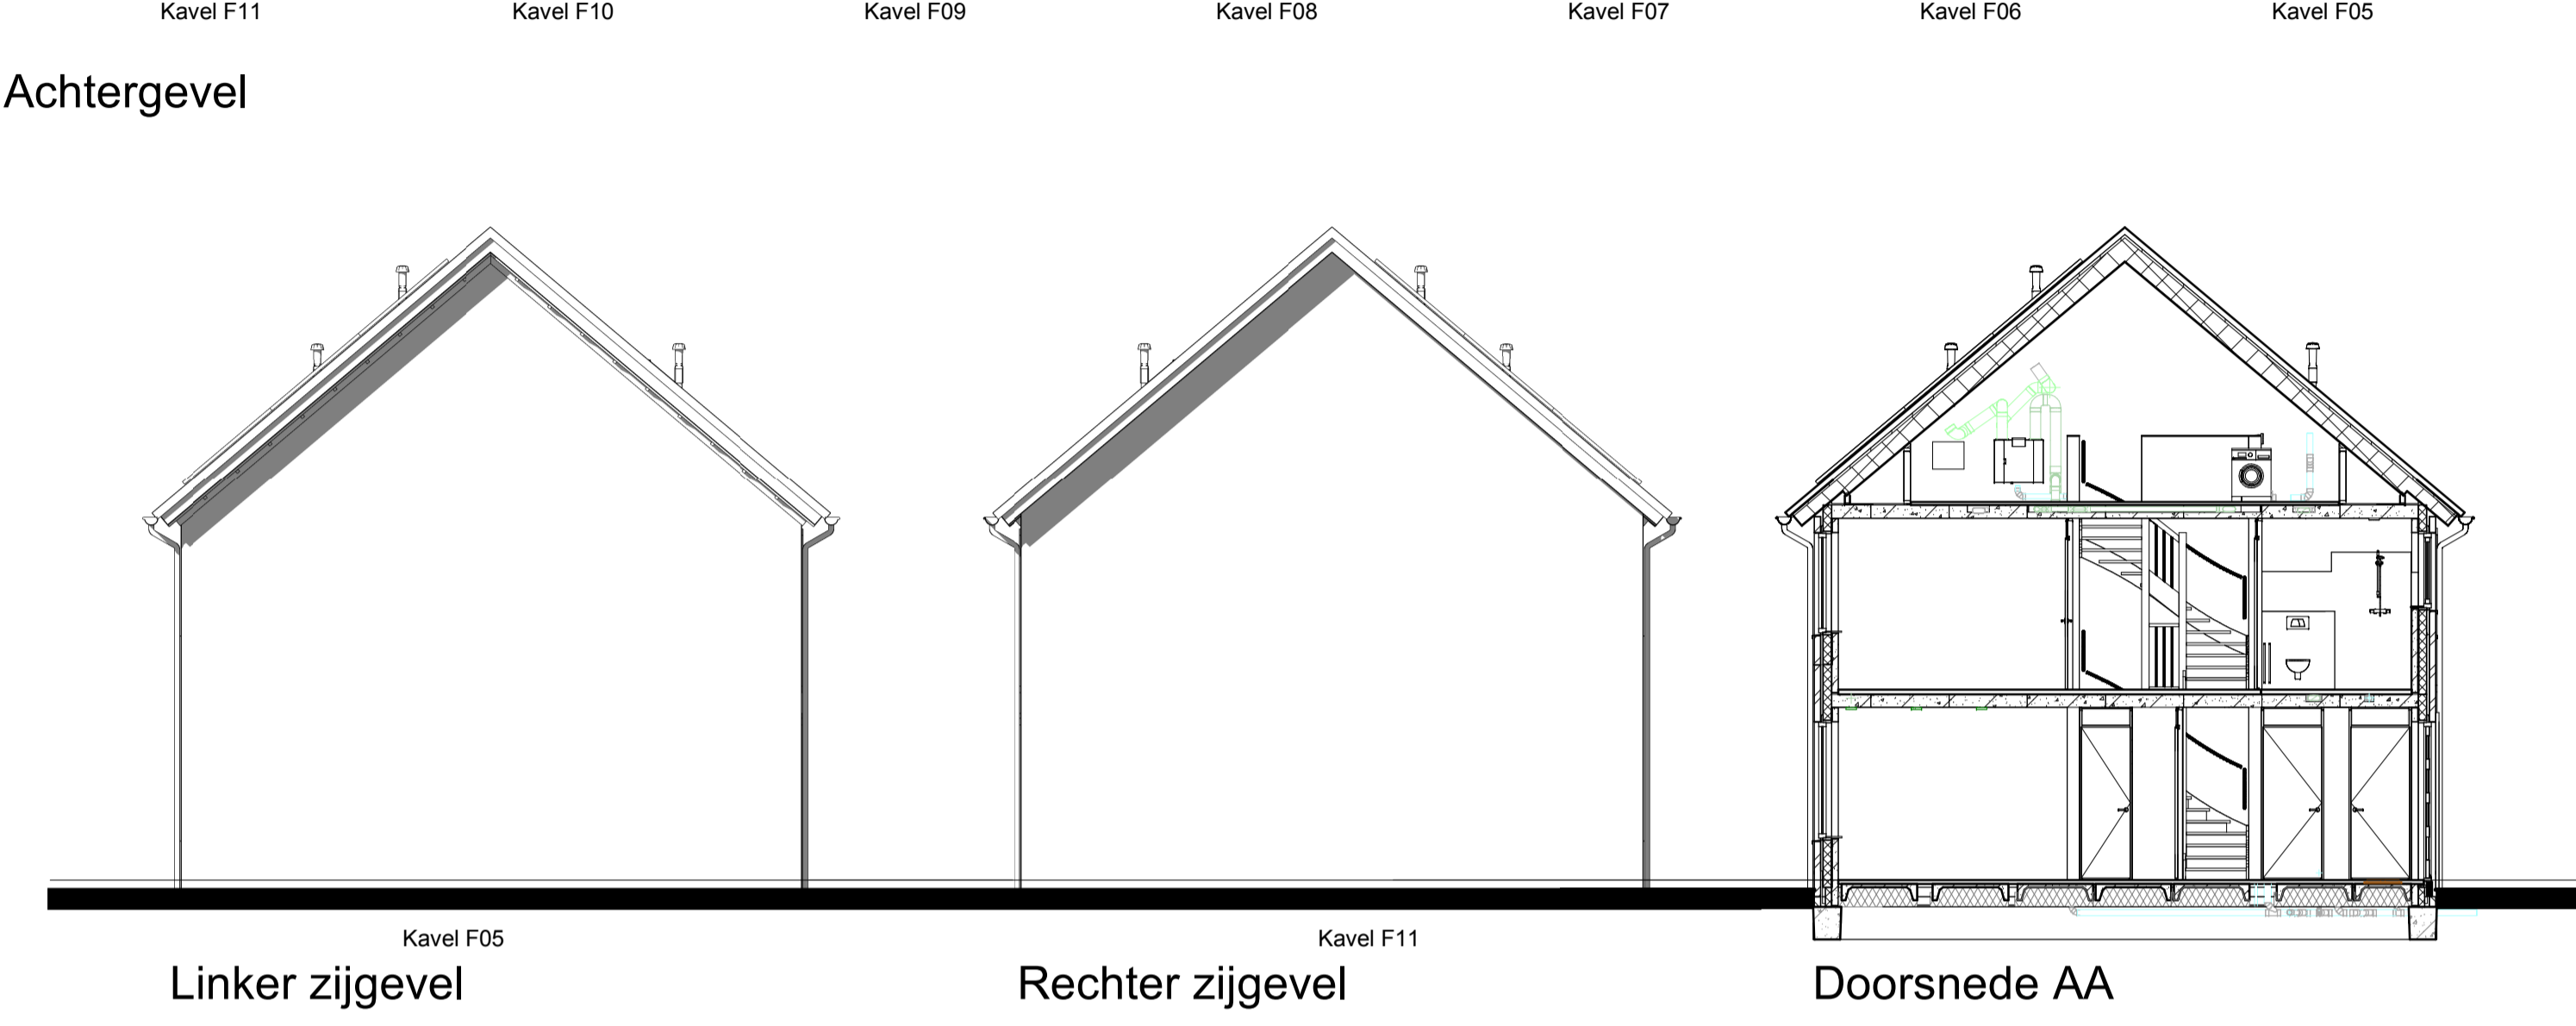 Kavel F11 Kavel F10 Kavel F09 Kavel F08 Kavel F07 Kavel F06 Kavel F05
Achtergevel
Kavel F05 Kavel F11
Linker zijgevel Rechter zijgevel Doorsnede AA